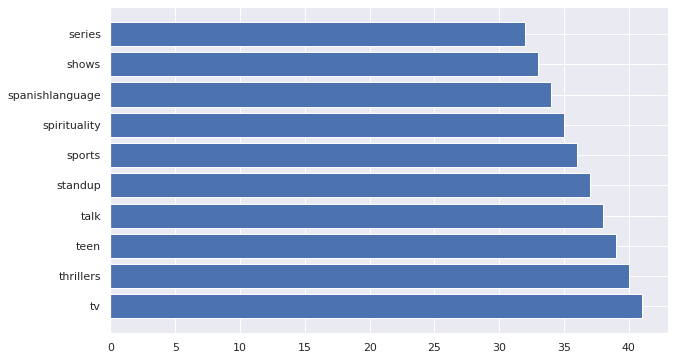 series
shows
spanishlanguage
spirituality
sports
standup
talk
teen
thrillers
tv
0 5 10 15 20 25 30 35 40